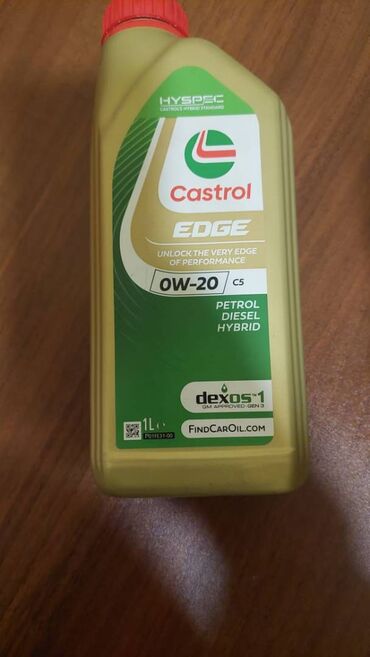 HYSPEC
CASTROL'S HYBRID STANDARD
Castrol
EDGE
UNLOCK THE VERY EDGE
OF PERFORMANCE
0W-20 C5
PETROL
DIESEL
HYBRID
dexos™1
GM APPROVED GEN 3
1L℮
FINDCAROIL.COM